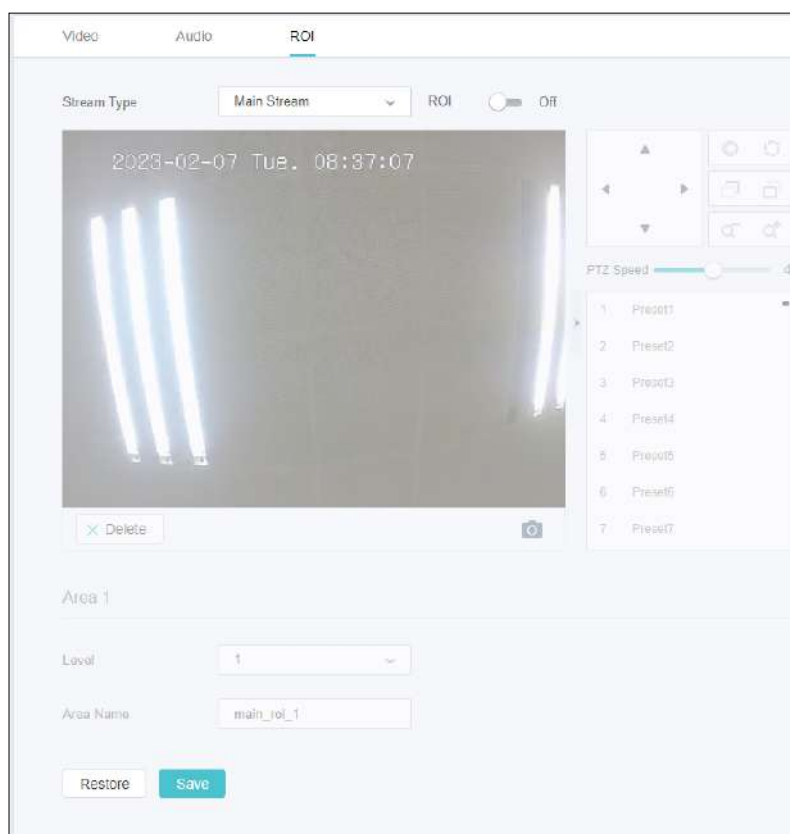 Video Audio ROI
Stream Type Main Stream ROI Off
2023-02-07 Tue. 08:37:07
PTZ Speed 4
1 Preset1
2 Preset2
3 Preset3
4 Preset4
5 Preset5
6 Preset6
7 Preset7
Delete
Area 1
Level 1
Area Name main_roi_1
Restore Save